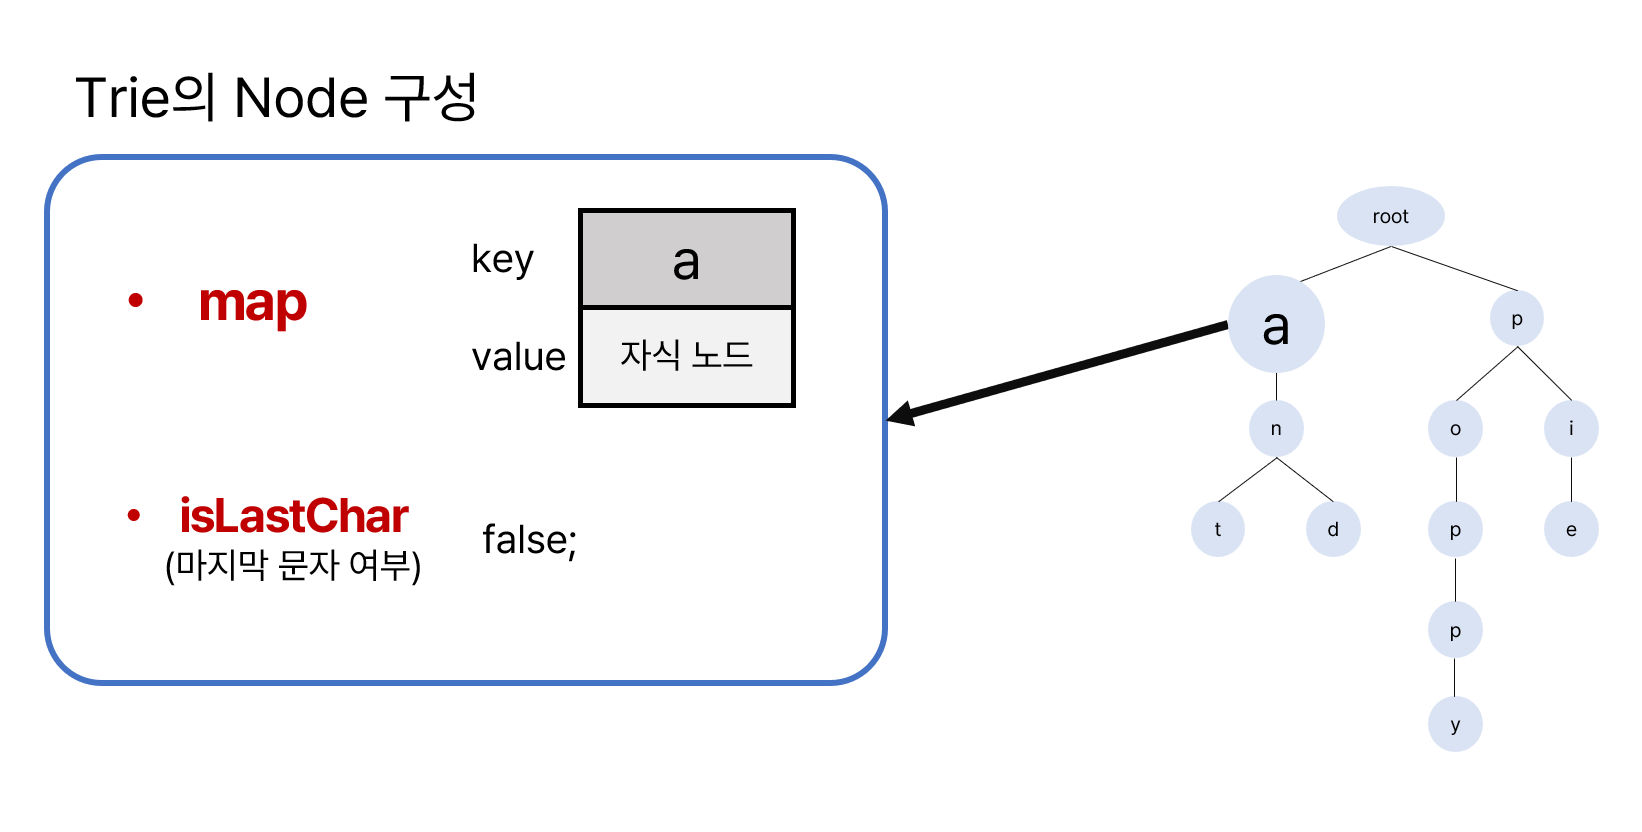 Trie의 Node 구성
• map
key
a
value
자식 노드
• isLastChar
(마지막 문자 여부)
false;
root
a
p
n
o
i
t
d
p
e
p
y